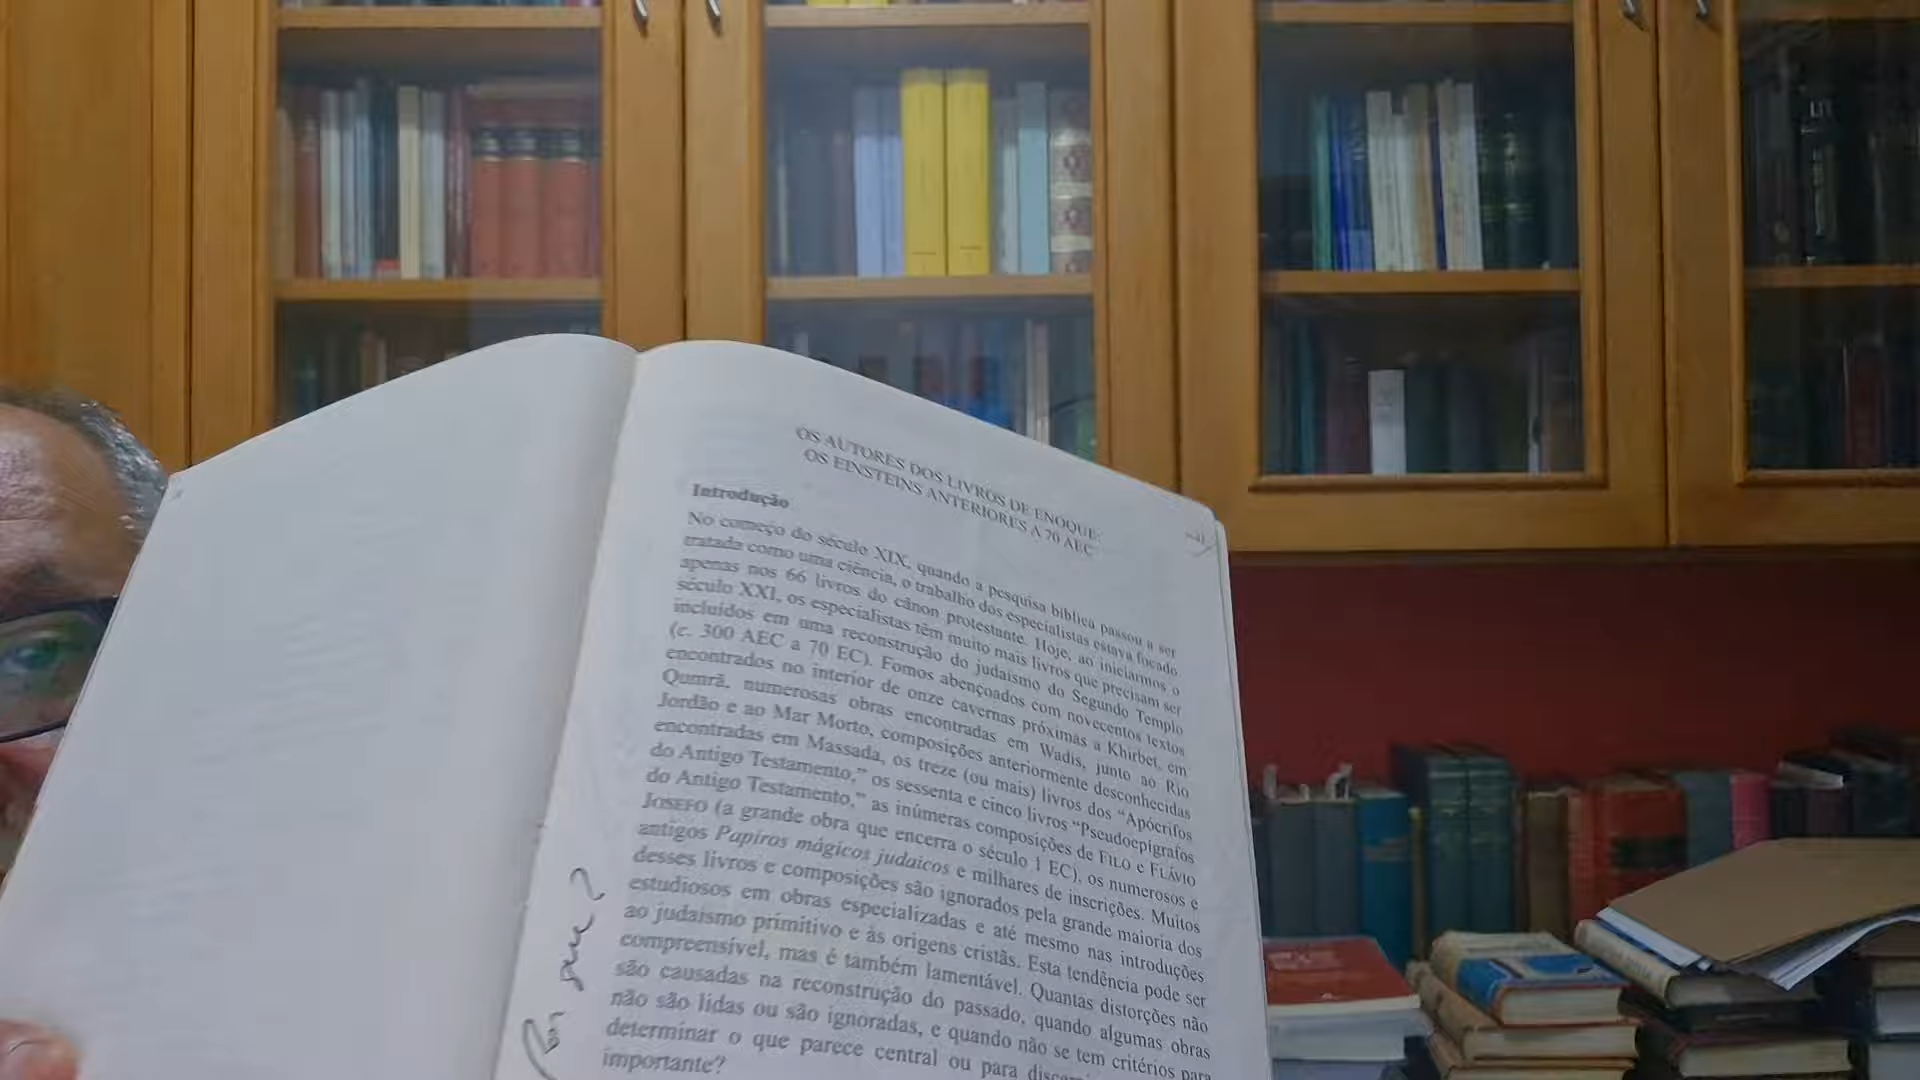 OS AUTORES DOS LIVROS DE ENOQUE:
OS EINSTEINS ANTERIORES A 70 AEC
Introdução
No começo do século XIX, quando a pesquisa bíblica passou a ser
tratada como uma ciência, o trabalho dos especialistas estava focado
apenas nos 66 livros do cânon protestante. Hoje, ao iniciarmos o
século XXI, os especialistas têm muito mais livros que precisam ser
incluídos em uma reconstrução do judaísmo do Segundo Templo
(c. 300 AEC a 70 EC). Fomos abençoados com novecentos textos
encontrados no interior de onze cavernas próximas a Khirbet, em
Qumrã, numerosas obras encontradas em Wadis, junto ao Rio
Jordão e ao Mar Morto, composições anteriormente desconhecidas
encontradas em Massada, os treze (ou mais) livros dos “Apócrifos
do Antigo Testamento,” os sessenta e cinco livros “Pseudoepígrafos
do Antigo Testamento,” as inúmeras composições de FILO e FLÁVIO
JOSEFO (a grande obra que encerra o século 1 EC), os numerosos e
antigos Papiros mágicos judaicos e milhares de inscrições. Muitos
desses livros e composições são ignorados pela grande maioria dos
estudiosos em obras especializadas e até mesmo nas introduções
ao judaísmo primitivo e às origens cristãs. Esta tendência pode ser
compreensível, mas é também lamentável. Quantas distorções não
são causadas na reconstrução do passado, quando algumas obras
não são lidas ou são ignoradas, e quando não se tem critérios para
determinar o que parece central ou para
importante?